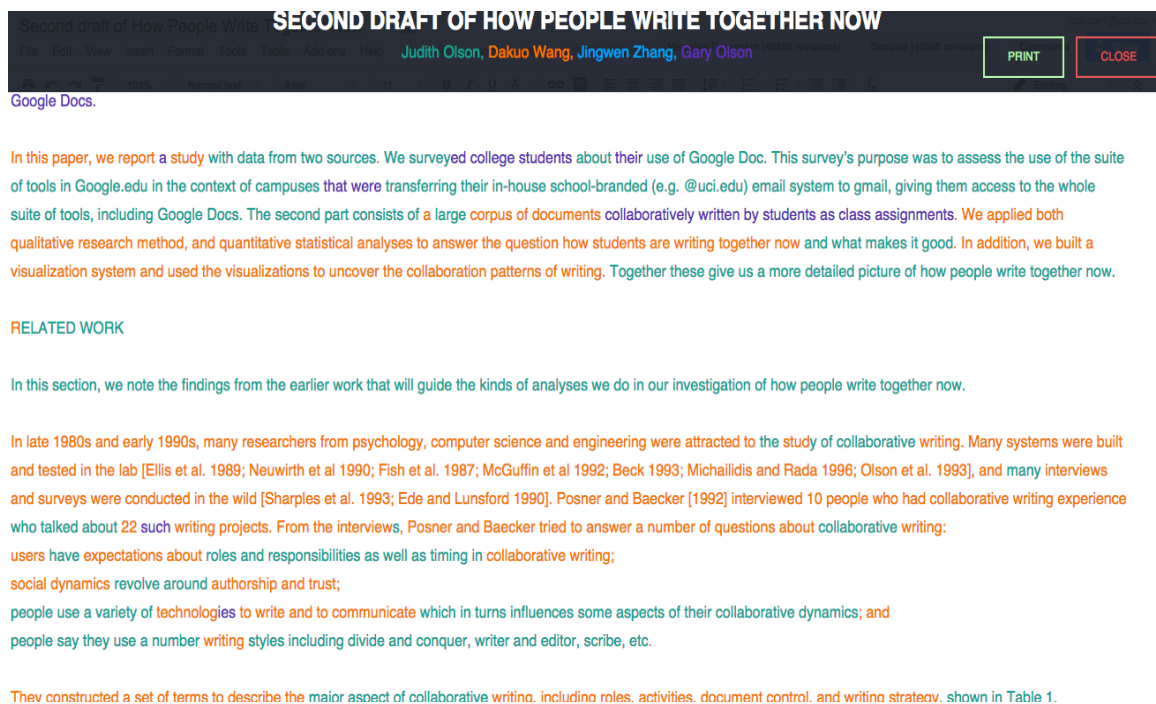 SECOND DRAFT OF HOW PEOPLE WRITE TOGETHER NOW
Second draft of How People Write
dakuow1@uci.edu
Judith Olson, Dakuo Wang, Jingwen Zhang, Gary Olson
File Edit View Insert Format Tools Table Add-ons Help
PRINT
CLOSE
Google Docs.
In this paper, we report a study with data from two sources. We surveyed college students about their use of Google Doc. This survey's purpose was to assess the use of the suite
of tools in Google.edu in the context of campuses that were transferring their in-house school-branded (e.g. @uci.edu) email system to gmail, giving them access to the whole
suite of tools, including Google Docs. The second part consists of a large corpus of documents collaboratively written by students as class assignments. We applied both
qualitative research method, and quantitative statistical analyses to answer the question how students are writing together now and what makes it good. In addition, we built a
visualization system and used the visualizations to uncover the collaboration patterns of writing. Together these give us a more detailed picture of how people write together now.
RELATED WORK
In this section, we note the findings from the earlier work that will guide the kinds of analyses we do in our investigation of how people write together now.
In late 1980s and early 1990s, many researchers from psychology, computer science and engineering were attracted to the study of collaborative writing. Many systems were built
and tested in the lab [Ellis et al. 1989; Neuwirth et al 1990; Fish et al. 1987; McGuffin et al 1992; Beck 1993; Michailidis and Rada 1996; Olson et al. 1993], and many interviews
and surveys were conducted in the wild [Sharples et al. 1993; Ede and Lunsford 1990]. Posner and Baecker [1992] interviewed 10 people who had collaborative writing experience
who talked about 22 such writing projects. From the interviews, Posner and Baecker tried to answer a number of questions about collaborative writing:
users have expectations about roles and responsibilities as well as timing in collaborative writing;
social dynamics revolve around authorship and trust;
people use a variety of technologies to write and to communicate which in turns influences some aspects of their collaborative dynamics; and
people say they use a number writing styles including divide and conquer, writer and editor, scribe, etc.
They constructed a set of terms to describe the major aspect of collaborative writing, including roles, activities, document control, and writing strategy, shown in Table 1.